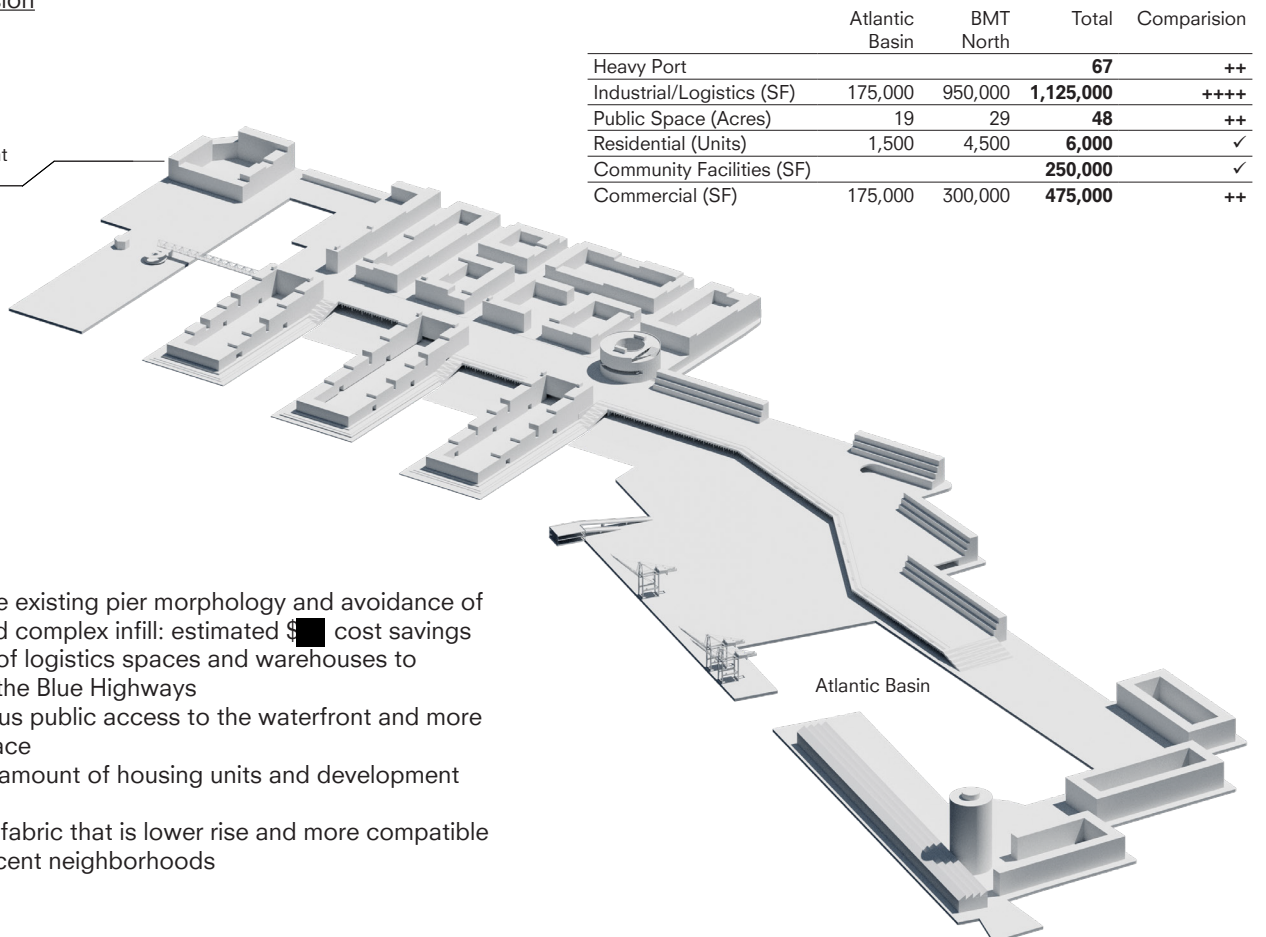 sion
Atlantic Basin BMT North Total Comparision
Heavy Port 67 ++
Industrial/Logistics (SF) 175,000 950,000 1,125,000 ++++
Public Space (Acres) 19 29 48 ++
Residential (Units) 1,500 4,500 6,000 ✓
Community Facilities (SF) 250,000 ✓
Commercial (SF) 175,000 300,000 475,000 ++
nt
e existing pier morphology and avoidance of
d complex infill: estimated $ cost savings
of logistics spaces and warehouses to
the Blue Highways
us public access to the waterfront and more
ace
amount of housing units and development
fabric that is lower rise and more compatible
cent neighborhoods
Atlantic Basin